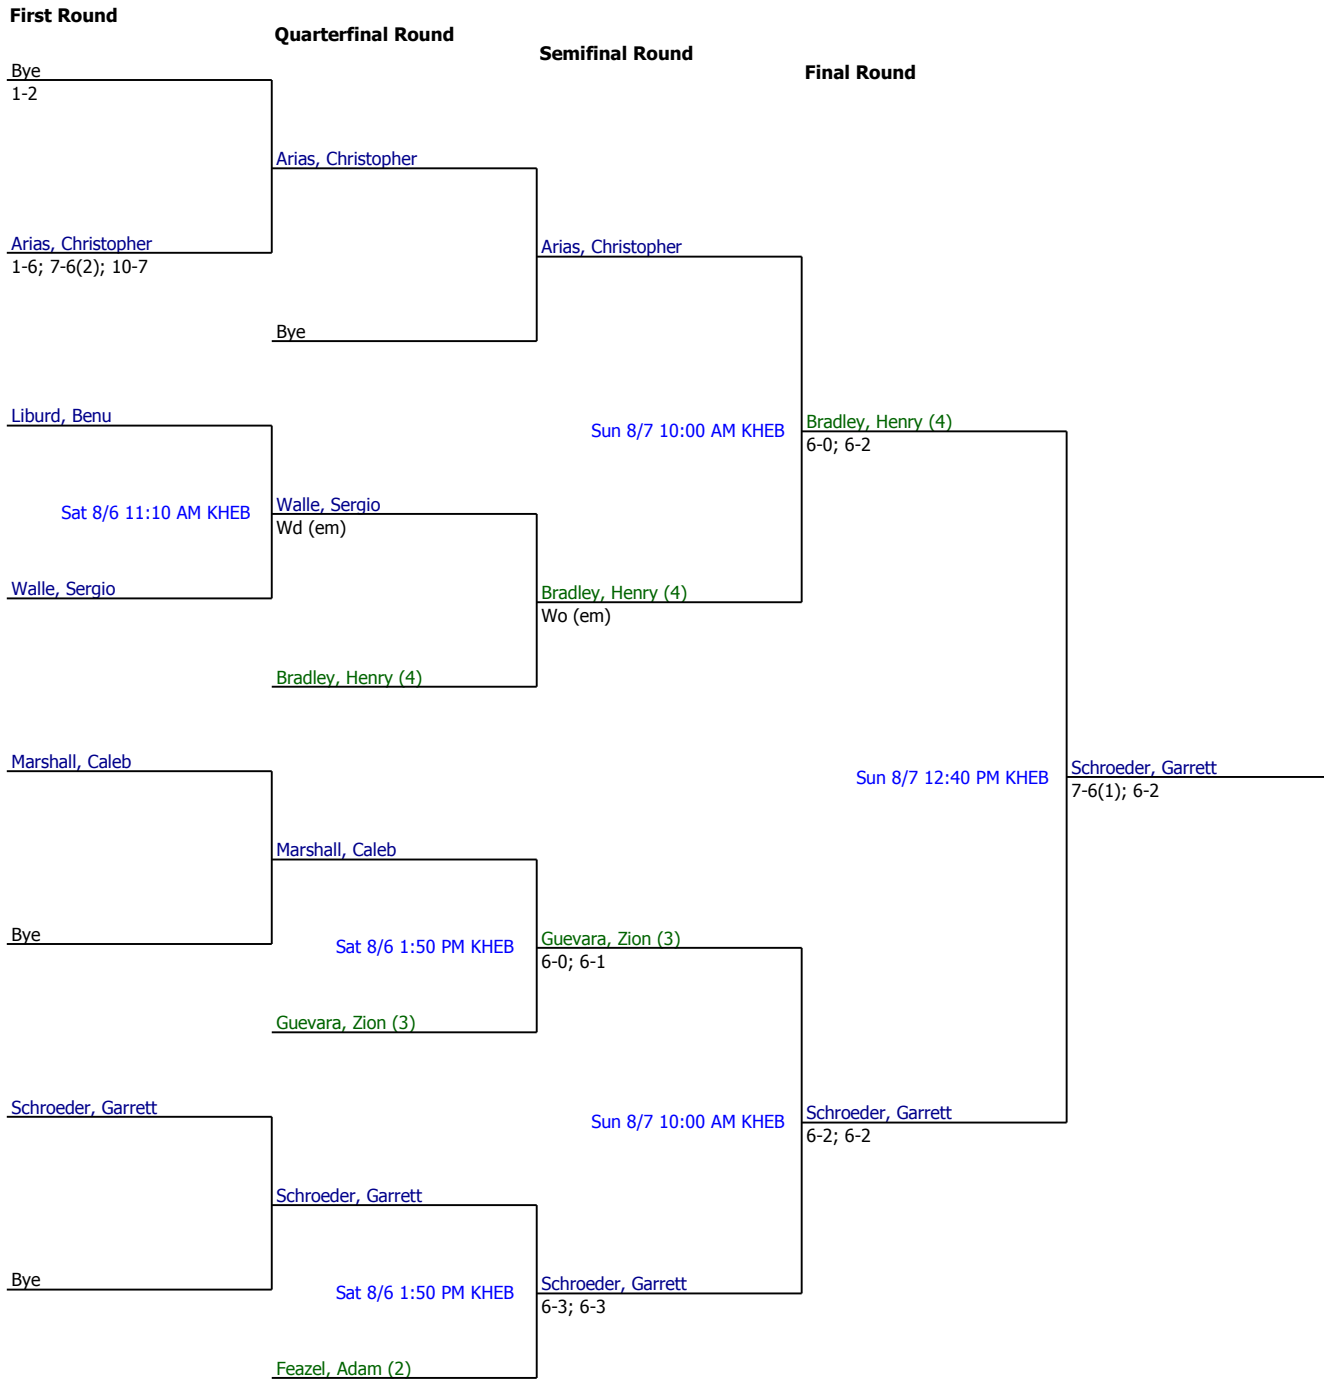 First Round
Quarterfinal Round
Semifinal Round
Final Round
Bye
1-2
Arias, Christopher
Arias, Christopher
1-6; 7-6(2); 10-7
Arias, Christopher
Bye
Liburd, Benu
Sun 8/7 10:00 AM KHEB
Bradley, Henry (4)
6-0; 6-2
Sat 8/6 11:10 AM KHEB
Walle, Sergio
Wd (em)
Walle, Sergio
Bradley, Henry (4)
Wo (em)
Bradley, Henry (4)
Marshall, Caleb
Sun 8/7 12:40 PM KHEB
Schroeder, Garrett
7-6(1); 6-2
Marshall, Caleb
Bye
Sat 8/6 1:50 PM KHEB
Guevara, Zion (3)
6-0; 6-1
Guevara, Zion (3)
Schroeder, Garrett
Sun 8/7 10:00 AM KHEB
Schroeder, Garrett
6-2; 6-2
Schroeder, Garrett
Bye
Sat 8/6 1:50 PM KHEB
Schroeder, Garrett
6-3; 6-3
Feazel, Adam (2)